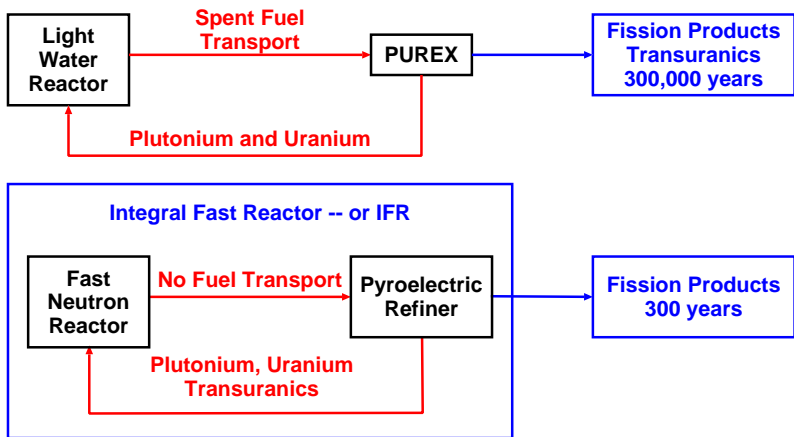 Light
Water
Reactor
Spent Fuel
Transport
PUREX
Fission Products
Transuranics
300,000 years
Plutonium and Uranium
Integral Fast Reactor -- or IFR
Fast
Neutron
Reactor
No Fuel Transport
Pyroelectric
Refiner
Fission Products
300 years
Plutonium, Uranium
Transuranics